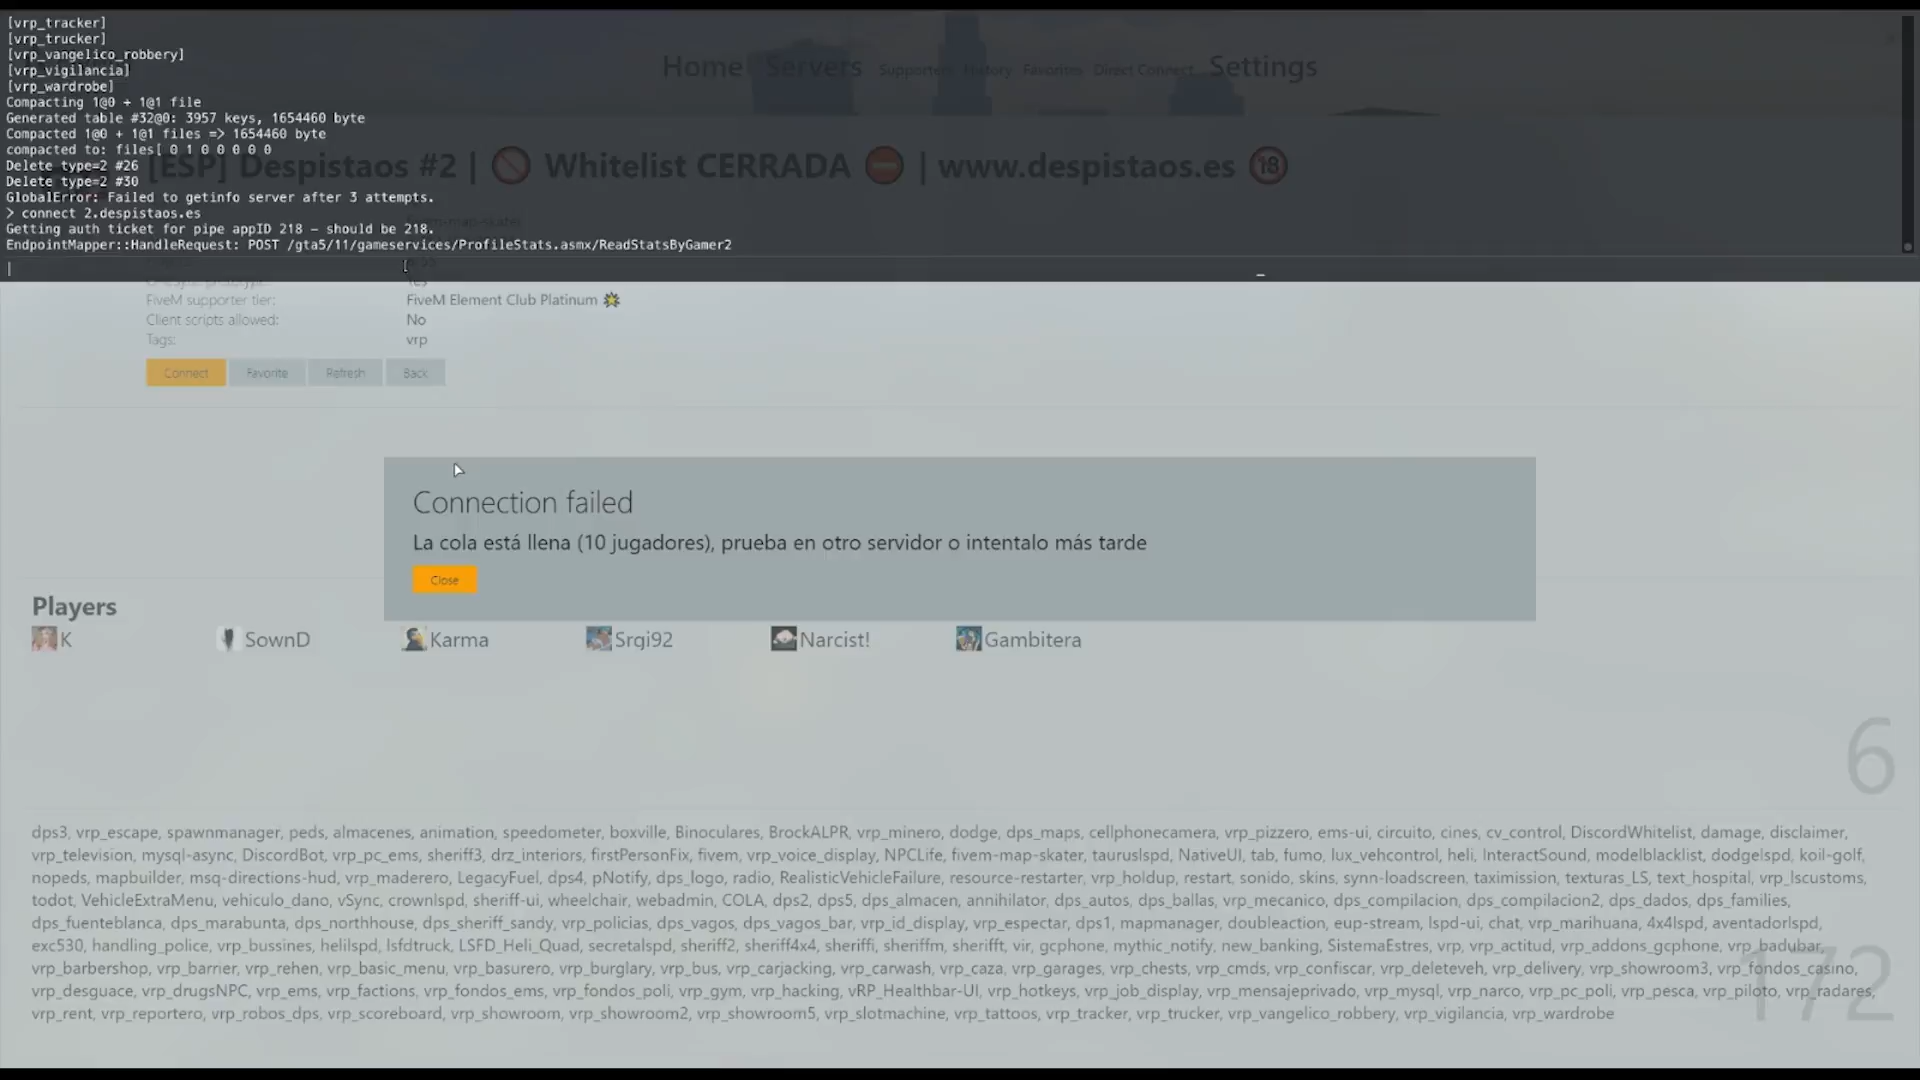 [vrp_tracker]
[vrp_trucker]
[vrp_vangelico_robbery]
[vrp_vigilancia]
[vrp_wardrobe]
Compacting 1@0 + 1@1 file
Generated table #32@0: 3957 keys, 1654460 byte
Compacted 1@0 + 1@1 files => 1654460 byte
compacted to: files[ 0 1 0 0 0 0 0
Delete type=2 #26
Delete type=2 #30
GlobalError: Failed to getinfo server after 3 attempts.
> connect 2.despistaos.es
Getting auth ticket for pipe appID 218 - should be 218.
EndpointMapper::HandleRequest: POST /gta5/11/gameservices/ProfileStats.asmx/ReadStatsByGamer2
Home Servers Supporters History Favorites Direct Connect Settings
[ESP] Despistaos #2 | 🚫 Whitelist CERRADA ⛔ | www.despistaos.es 🔞
fivem-map-skater
FiveM supporter tier: FiveM Element Club Platinum
Client scripts allowed: No
Tags: vrp
Connect Favorite Refresh Back
Connection failed
La cola está llena (10 jugadores), prueba en otro servidor o intentalo más tarde
Close
Players
K SownD Karma Srgi92 Narcist! Gambitera
6
dps3, vrp_escape, spawnmanager, peds, almacenes, animation, speedometer, boxville, Binoculares, BrockALPR, vrp_minero, dodge, dps_maps, cellphonecamera, vrp_pizzero, ems-ui, circuito, cines, cv_control, DiscordWhitelist, damage, disclaimer,
vrp_television, mysql-async, DiscordBot, vrp_pc_ems, sheriff3, drz_interiors, firstPersonFix, fivem, vrp_voice_display, NPCLife, fivem-map-skater, tauruslspd, NativeUI, tab, fumo, lux_vehcontrol, heli, InteractSound, modelblacklist, dodgelspd, koil-golf,
nopeds, mapbuilder, msq-directions-hud, vrp_maderero, LegacyFuel, dps4, pNotify, dps_logo, radio, RealisticVehicleFailure, resource-restarter, vrp_holdup, restart, sonido, skins, synn-loadscreen, taximission, texturas_LS, text_hospital, vrp_lscustoms,
todot, VehicleExtraMenu, vehiculo_dano, vSync, crownlspd, sheriff-ui, wheelchair, webadmin, COLA, dps2, dps5, dps_almacen, annihilator, dps_autos, dps_ballas, vrp_mecanico, dps_compilacion, dps_compilacion2, dps_dados, dps_families,
dps_fuenteblanca, dps_marabunta, dps_northhouse, dps_sheriff_sandy, vrp_policias, dps_vagos, dps_vagos_bar, vrp_id_display, vrp_espectar, dps1, mapmanager, doubleaction, eup-stream, lspd-ui, chat, vrp_marihuana, 4x4lspd, aventadorlspd,
exc530, handling_police, vrp_bussines, helilspd, lsfdtruck, LSFD_Heli_Quad, secretalspd, sheriff2, sheriff4x4, sheriffi, sheriffm, sherifft, vir, gcphone, mythic_notify, new_banking, SistemaEstres, vrp, vrp_actitud, vrp_addons_gcphone, vrp_badubar,
vrp_barbershop, vrp_barrier, vrp_rehen, vrp_basic_menu, vrp_basurero, vrp_burglary, vrp_bus, vrp_carjacking, vrp_carwash, vrp_caza, vrp_garages, vrp_chests, vrp_cmds, vrp_confiscar, vrp_deleteveh, vrp_delivery, vrp_showroom3, vrp_fondos_casino,
vrp_desguace, vrp_drugsNPC, vrp_ems, vrp_factions, vrp_fondos_ems, vrp_fondos_poli, vrp_gym, vrp_hacking, vRP_Healthbar-UI, vrp_hotkeys, vrp_job_display, vrp_mensajeprivado, vrp_mysql, vrp_narco, vrp_pc_poli, vrp_pesca, vrp_piloto, vrp_radares,
vrp_rent, vrp_reportero, vrp_robos_dps, vrp_scoreboard, vrp_showroom, vrp_showroom2, vrp_showroom5, vrp_slotmachine, vrp_tattoos, vrp_tracker, vrp_trucker, vrp_vangelico_robbery, vrp_vigilancia, vrp_wardrobe
172